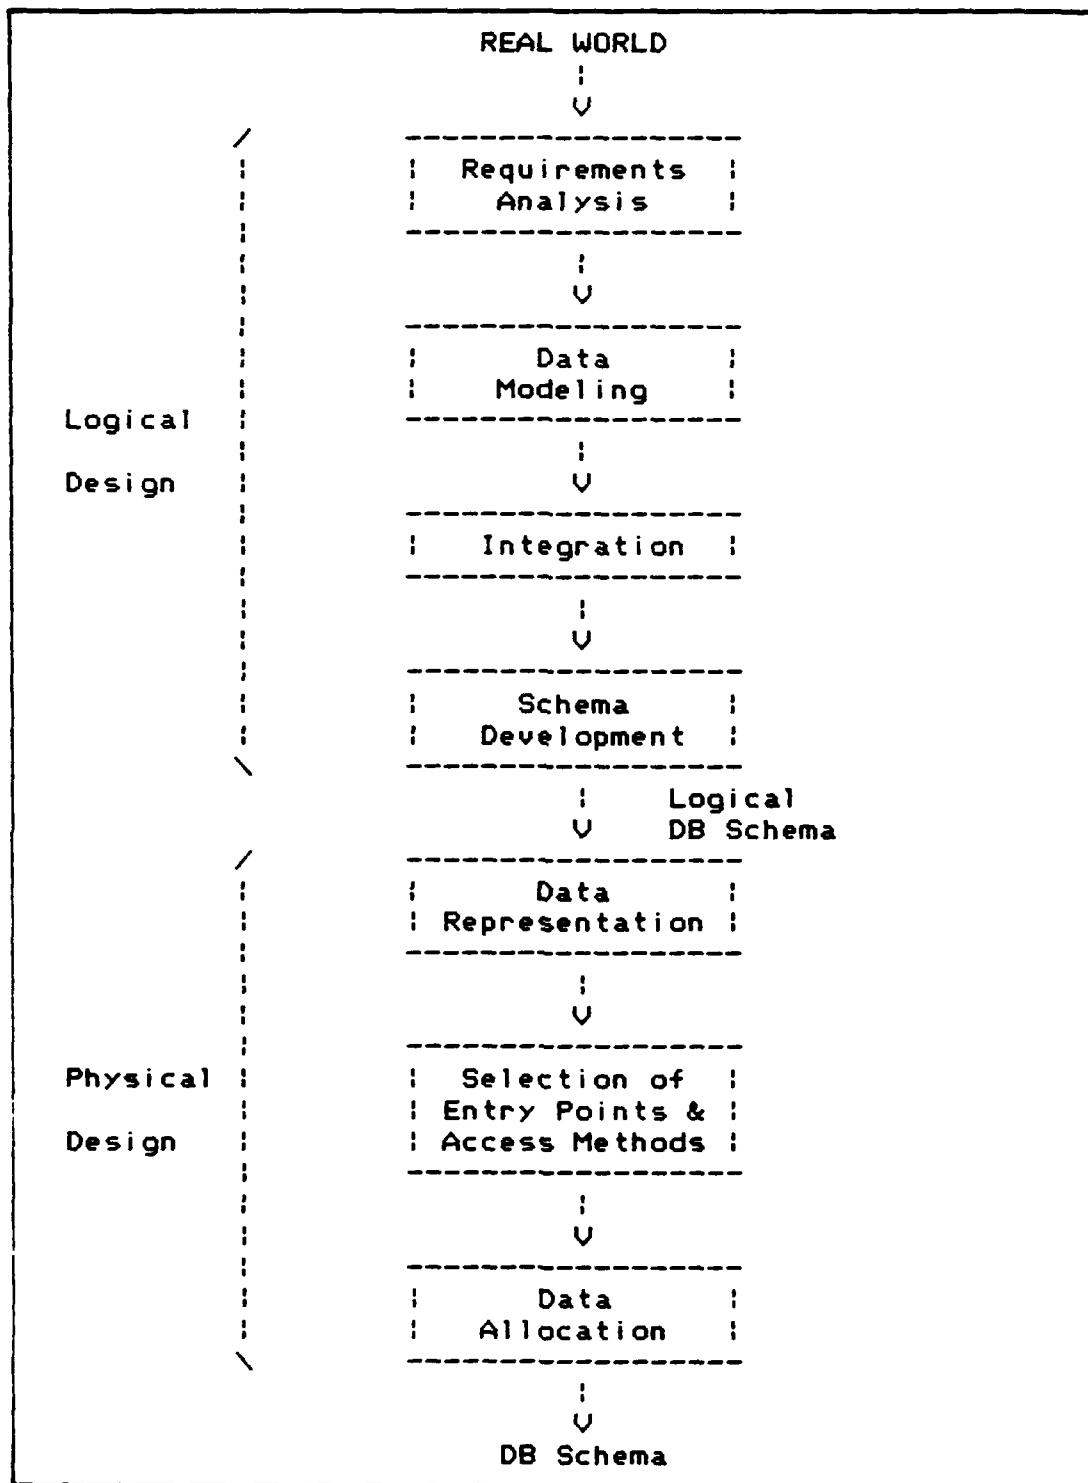 REAL WORLD
Requirements
Analysis
Data
Modeling
Logical
Design
Integration
Schema
Development
Logical
DB Schema
Data
Representation
Physical
Design
Selection of
Entry Points &
Access Methods
Data
Allocation
DB Schema